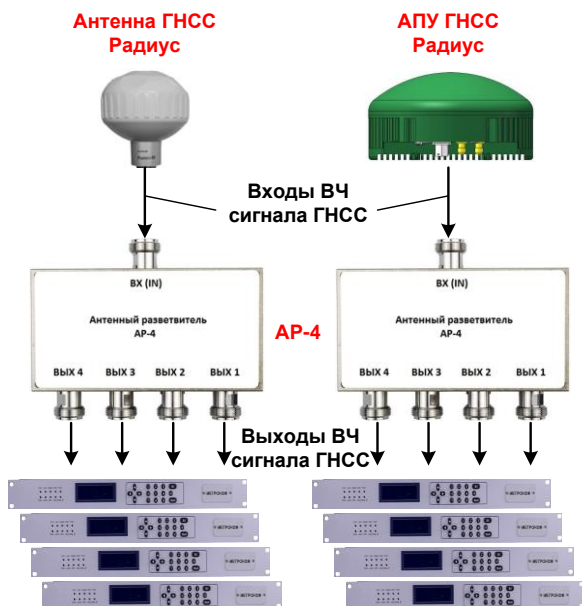 Антенна ГНСС
Радиус
АПУ ГНСС
Радиус
Входы ВЧ
сигнала ГНСС
ВХ (IN)
Антенный разветвитель
АР-4
ВЫХ 4 ВЫХ 3 ВЫХ 2 ВЫХ 1
АР-4
ВХ (IN)
Антенный разветвитель
АР-4
ВЫХ 4 ВЫХ 3 ВЫХ 2 ВЫХ 1
Выходы ВЧ
сигнала ГНСС